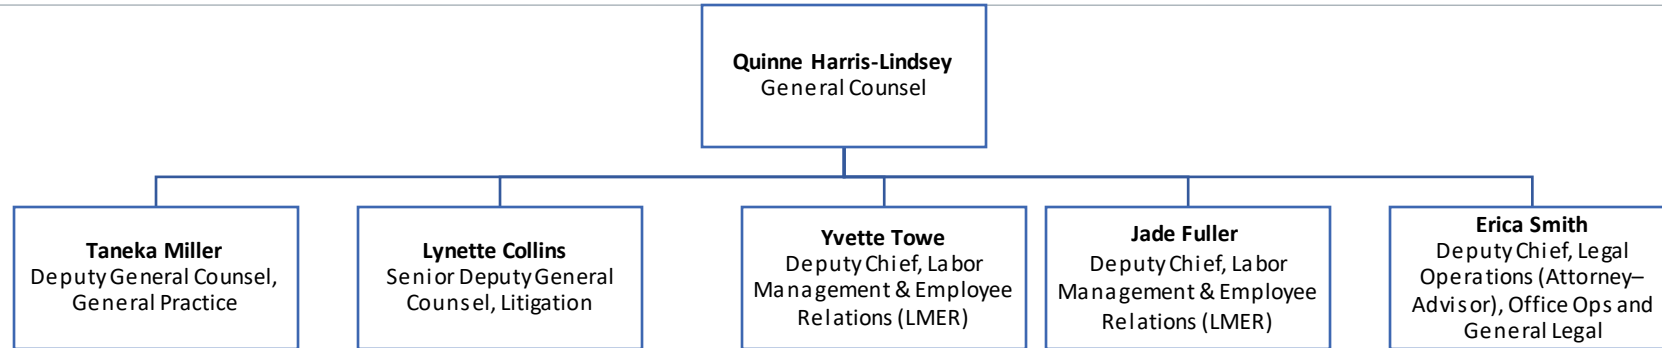 Quinne Harris-Lindsey
General Counsel
Taneka Miller
Deputy General Counsel,
General Practice
Lynette Collins
Senior Deputy General
Counsel, Litigation
Yvette Towe
Deputy Chief, Labor
Management & Employee
Relations (LMER)
Jade Fuller
Deputy Chief, Labor
Management & Employee
Relations (LMER)
Erica Smith
Deputy Chief, Legal
Operations (Attorney–
Advisor), Office Ops and
General Legal